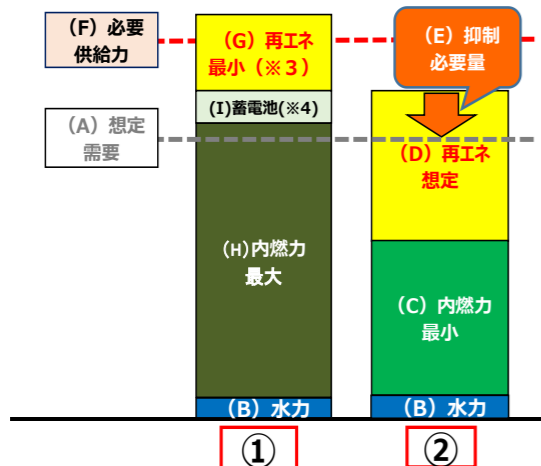 (F)必要
供給力
(G)再エネ
最小(※3)
(E)抑制
必要量
(I)蓄電池(※4)
(A)想定
需要
(D)再エネ
想定
(H)内燃力
最大
(C)内燃力
最小
(B)水力
(B)水力
①
②